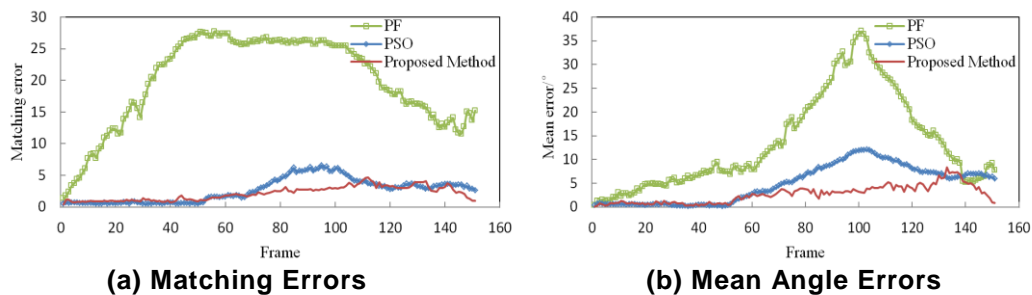 30
25
20
15
10
5
0
Matching error
PF
PSO
Proposed Method
0 20 40 60 80 100 120 140 160
Frame
(a) Matching Errors
40
35
30
25
20
15
10
5
0
Mean error/°
PF
PSO
Proposed Method
0 20 40 60 80 100 120 140 160
Frame
(b) Mean Angle Errors